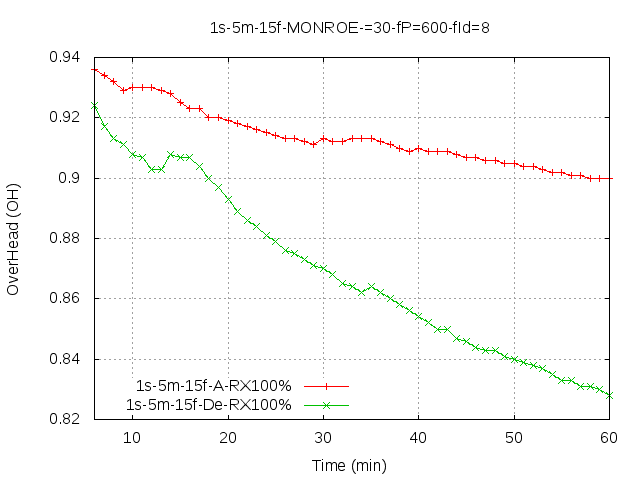 1s-5m-15f-MONROE-=30-fP=600-fId=8
0.94
0.92
0.9
0.88
0.86
0.84
0.82
OverHead (OH)
1s-5m-15f-A-RX100%
1s-5m-15f-De-RX100%
10 20 30 40 50 60
Time (min)